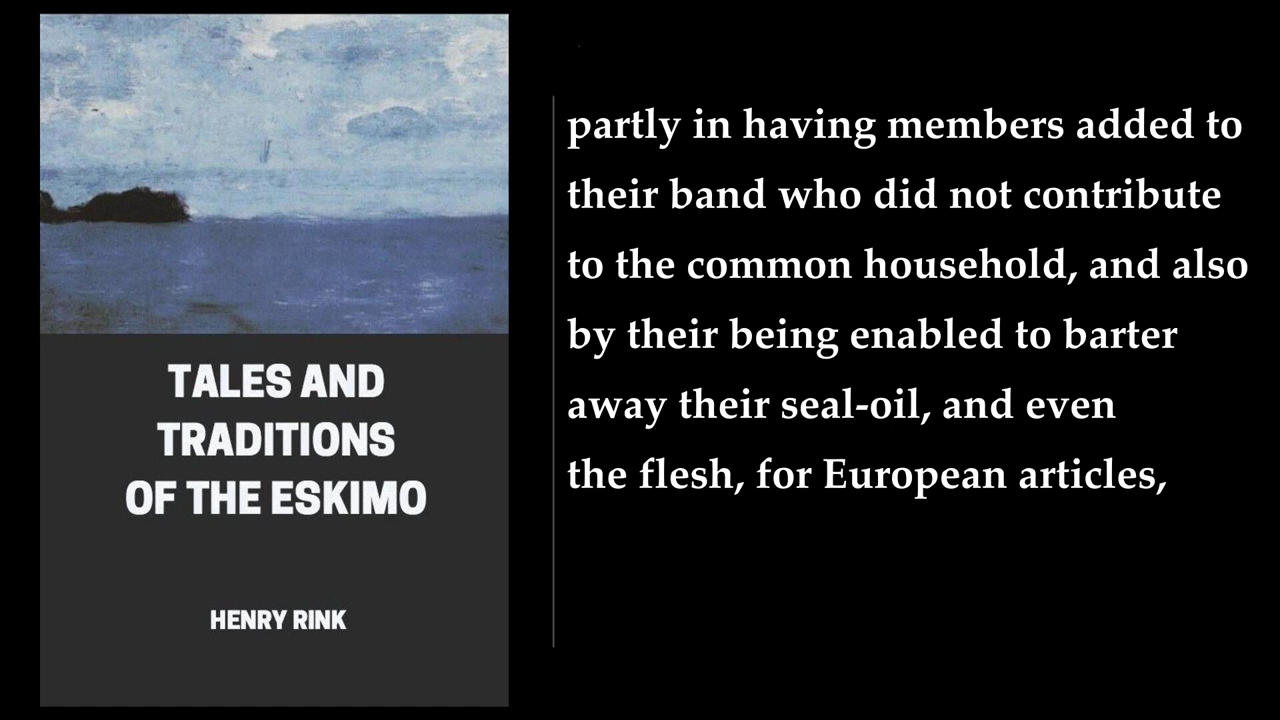 TALES AND
TRADITIONS
OF THE ESKIMO
HENRY RINK
partly in having members added to
their band who did not contribute
to the common household, and also
by their being enabled to barter
away their seal-oil, and even
the flesh, for European articles,